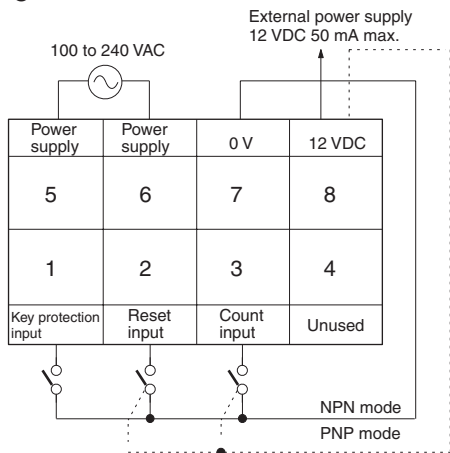 External power supply
12 VDC 50 mA max.
100 to 240 VAC
Power supply
Power supply
0 V
12 VDC
5
6
7
8
1
2
3
4
Key protection input
Reset input
Count input
Unused
NPN mode
PNP mode